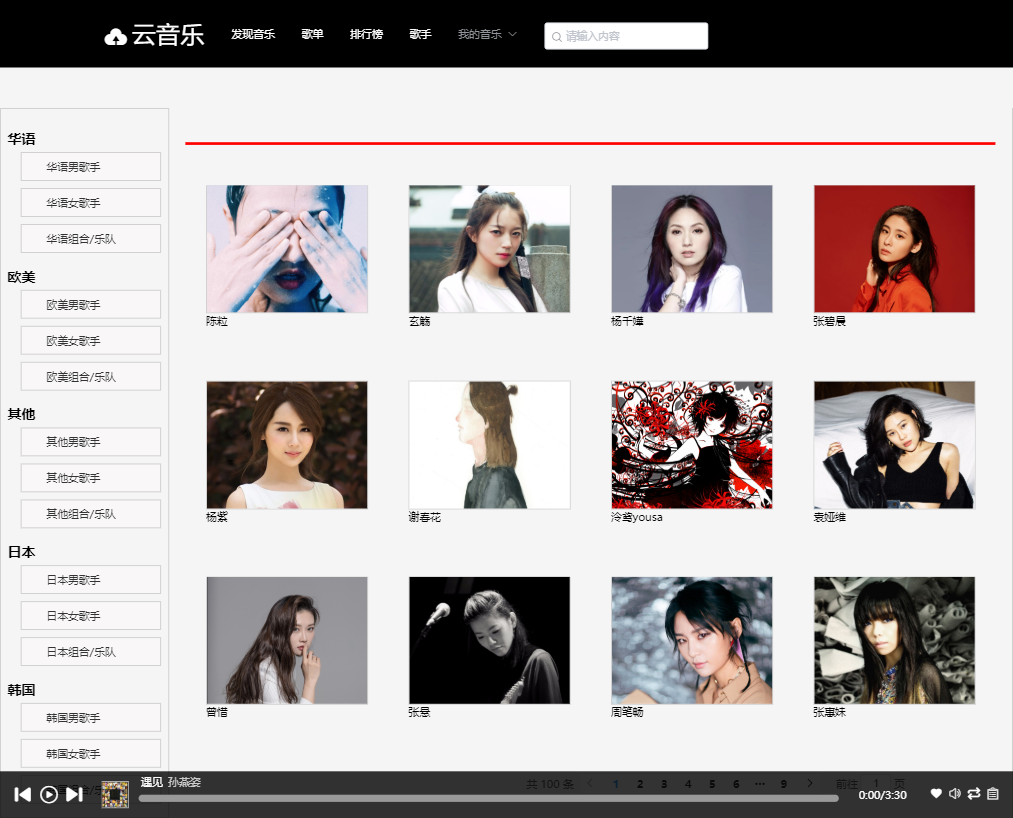 云音乐 发现音乐 歌单 排行榜 歌手 我的音乐 请输入内容
华语
华语男歌手
华语女歌手
华语组合/乐队
欧美
欧美男歌手
欧美女歌手
欧美组合/乐队
其他
其他男歌手
其他女歌手
其他组合/乐队
日本
日本男歌手
日本女歌手
日本组合/乐队
韩国
韩国男歌手
韩国女歌手
陈粒 玄觞 杨千嬅 张碧晨
杨紫 谢春花 泠鸢yousa 袁娅维
曾惜 张悬 周笔畅 张惠妹
共 100 条 1 2 3 4 5 6 ··· 9 前往 1 页
遇见 孙燕姿
0:00/3:30